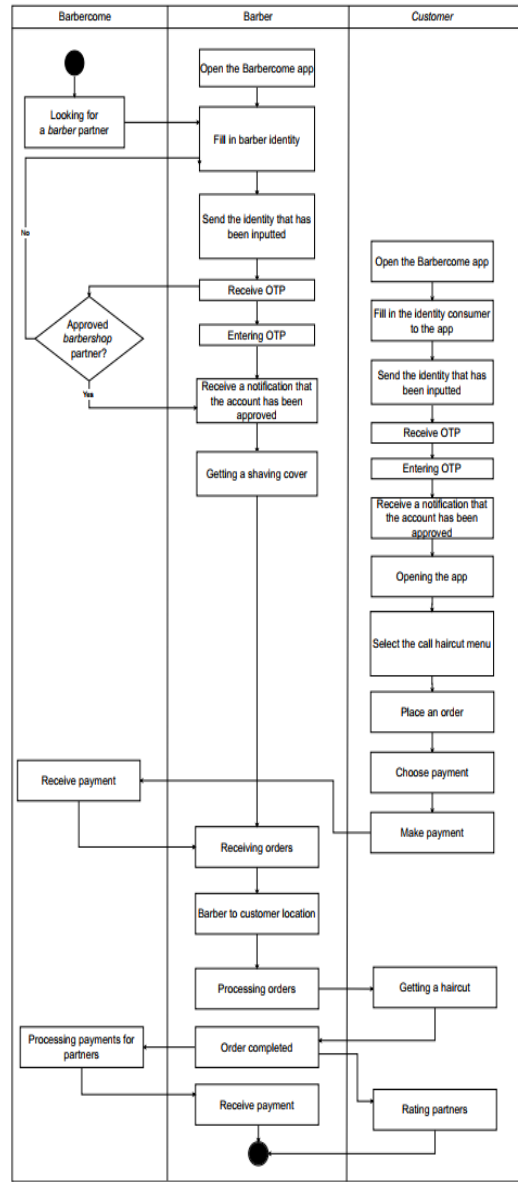 Barbercome
Barber
Customer
Open the Barbercome app
Looking for
a barber partner
Fill in barber identity
No
Send the identity that has
been inputted
Open the Barbercome app
Receive OTP
Fill in the identity consumer
to the app
Approved
barbershop
partner?
Entering OTP
Send the identity that has
been inputted
Yes
Receive a notification that
the account has been
approved
Receive OTP
Getting a shaving cover
Entering OTP
Receive a notification that
the account has been
approved
Opening the app
Select the call haircut menu
Place an order
Receive payment
Choose payment
Make payment
Receiving orders
Barber to customer location
Processing orders
Getting a haircut
Processing payments for
partners
Order completed
Receive payment
Rating partners